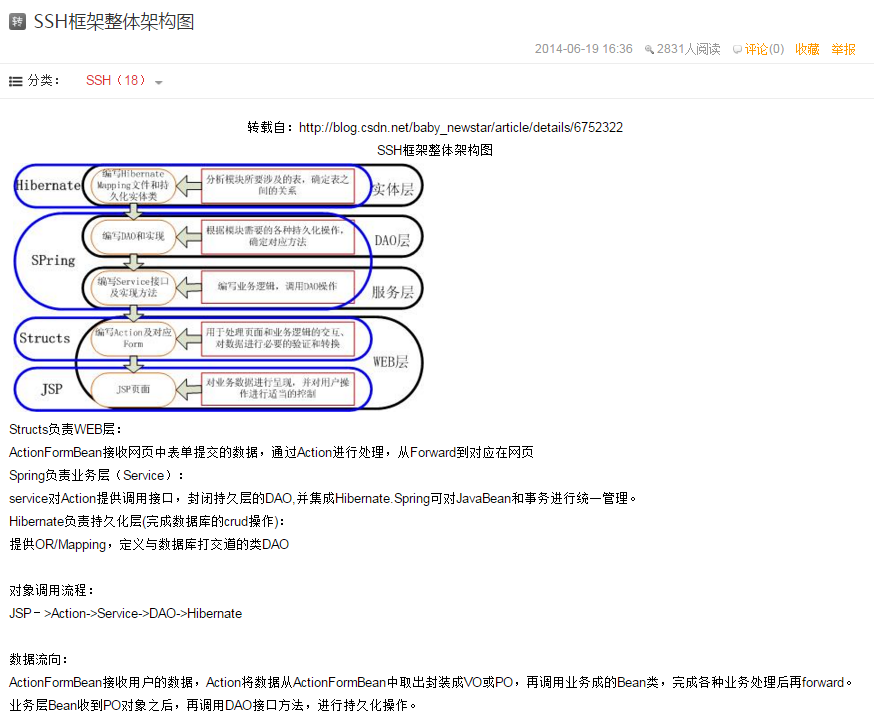 转 SSH框架整体架构图
2014-06-19 16:36 2831人阅读 评论(0) 收藏 举报
分类： SSH（18）
转载自：http://blog.csdn.net/baby_newstar/article/details/6752322
SSH框架整体架构图
Hibernate
编写Hibernate
Mapping文件和持
久化实体类
分析模块所要涉及的表，确定表之
间的关系
实体层
SPring
编写DAO和实现
根据模块需要的各种持久化操作，
确定对应方法
DAO层
编写Service接口
及实现方法
编写业务逻辑，调用DAO操作
服务层
Structs
编写Action及对应
Form
用于处理页面和业务逻辑的交互、
对数据进行必要的验证和转换
WEB层
JSP
JSP页面
对业务数据进行呈现，并对用户操
作进行适当的控制
Structs负责WEB层：
ActionFormBean接收网页中表单提交的数据，通过Action进行处理，从Forward到对应在网页
Spring负责业务层（Service）：
service对Action提供调用接口，封闭持久层的DAO,并集成Hibernate.Spring可对JavaBean和事务进行统一管理。
Hibernate负责持久化层(完成数据库的crud操作)：
提供OR/Mapping，定义与数据库打交道的类DAO
对象调用流程：
JSP－>Action->Service->DAO->Hibernate
数据流向：
ActionFormBean接收用户的数据，Action将数据从ActionFormBean中取出封装成VO或PO，再调用业务成的Bean类，完成各种业务处理后再forward。
业务层Bean收到PO对象之后，再调用DAO接口方法，进行持久化操作。